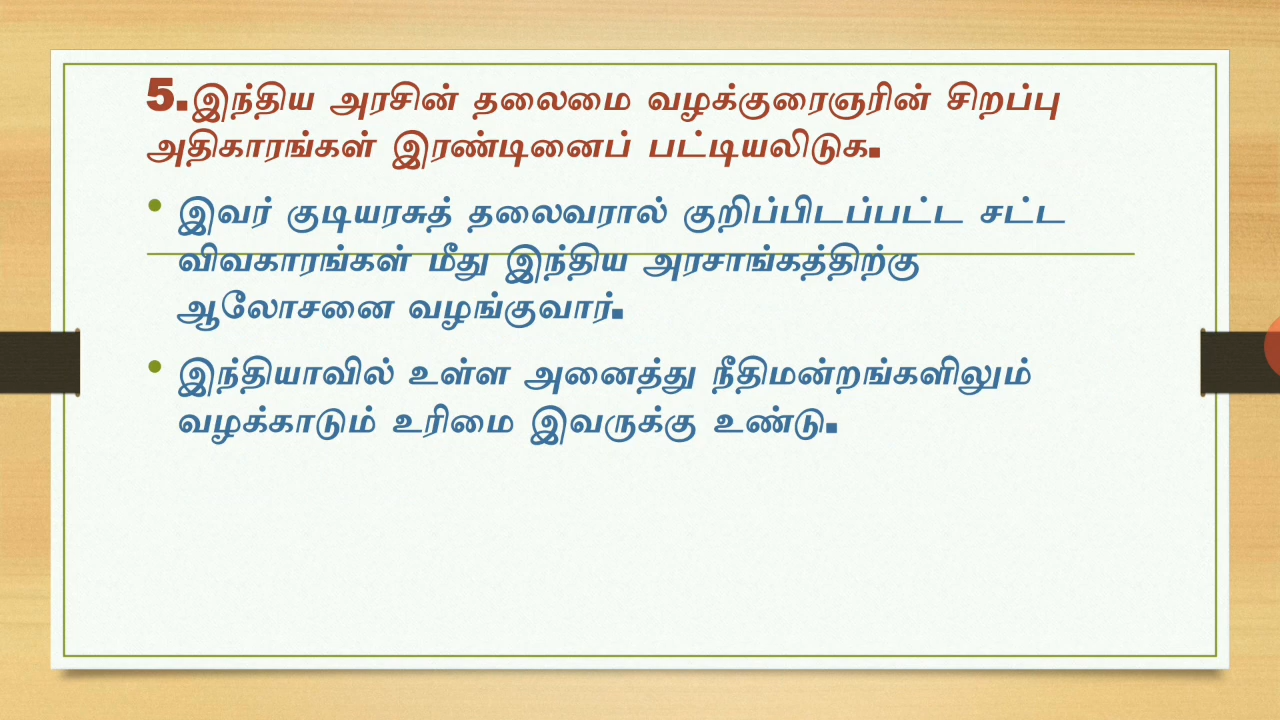 5.இந்திய அரசின் தலைமை வழக்குரைஞரின் சிறப்பு
அதிகாரங்கள் இரண்டினைப் பட்டியலிடுக.
• இவர் குடியரசுத் தலைவரால் குறிப்பிடப்பட்ட சட்ட
விவகாரங்கள் மீது இந்திய அரசாங்கத்திற்கு
ஆலோசனை வழங்குவார்.
• இந்தியாவில் உள்ள அனைத்து நீதிமன்றங்களிலும்
வழக்காடும் உரிமை இவருக்கு உண்டு.